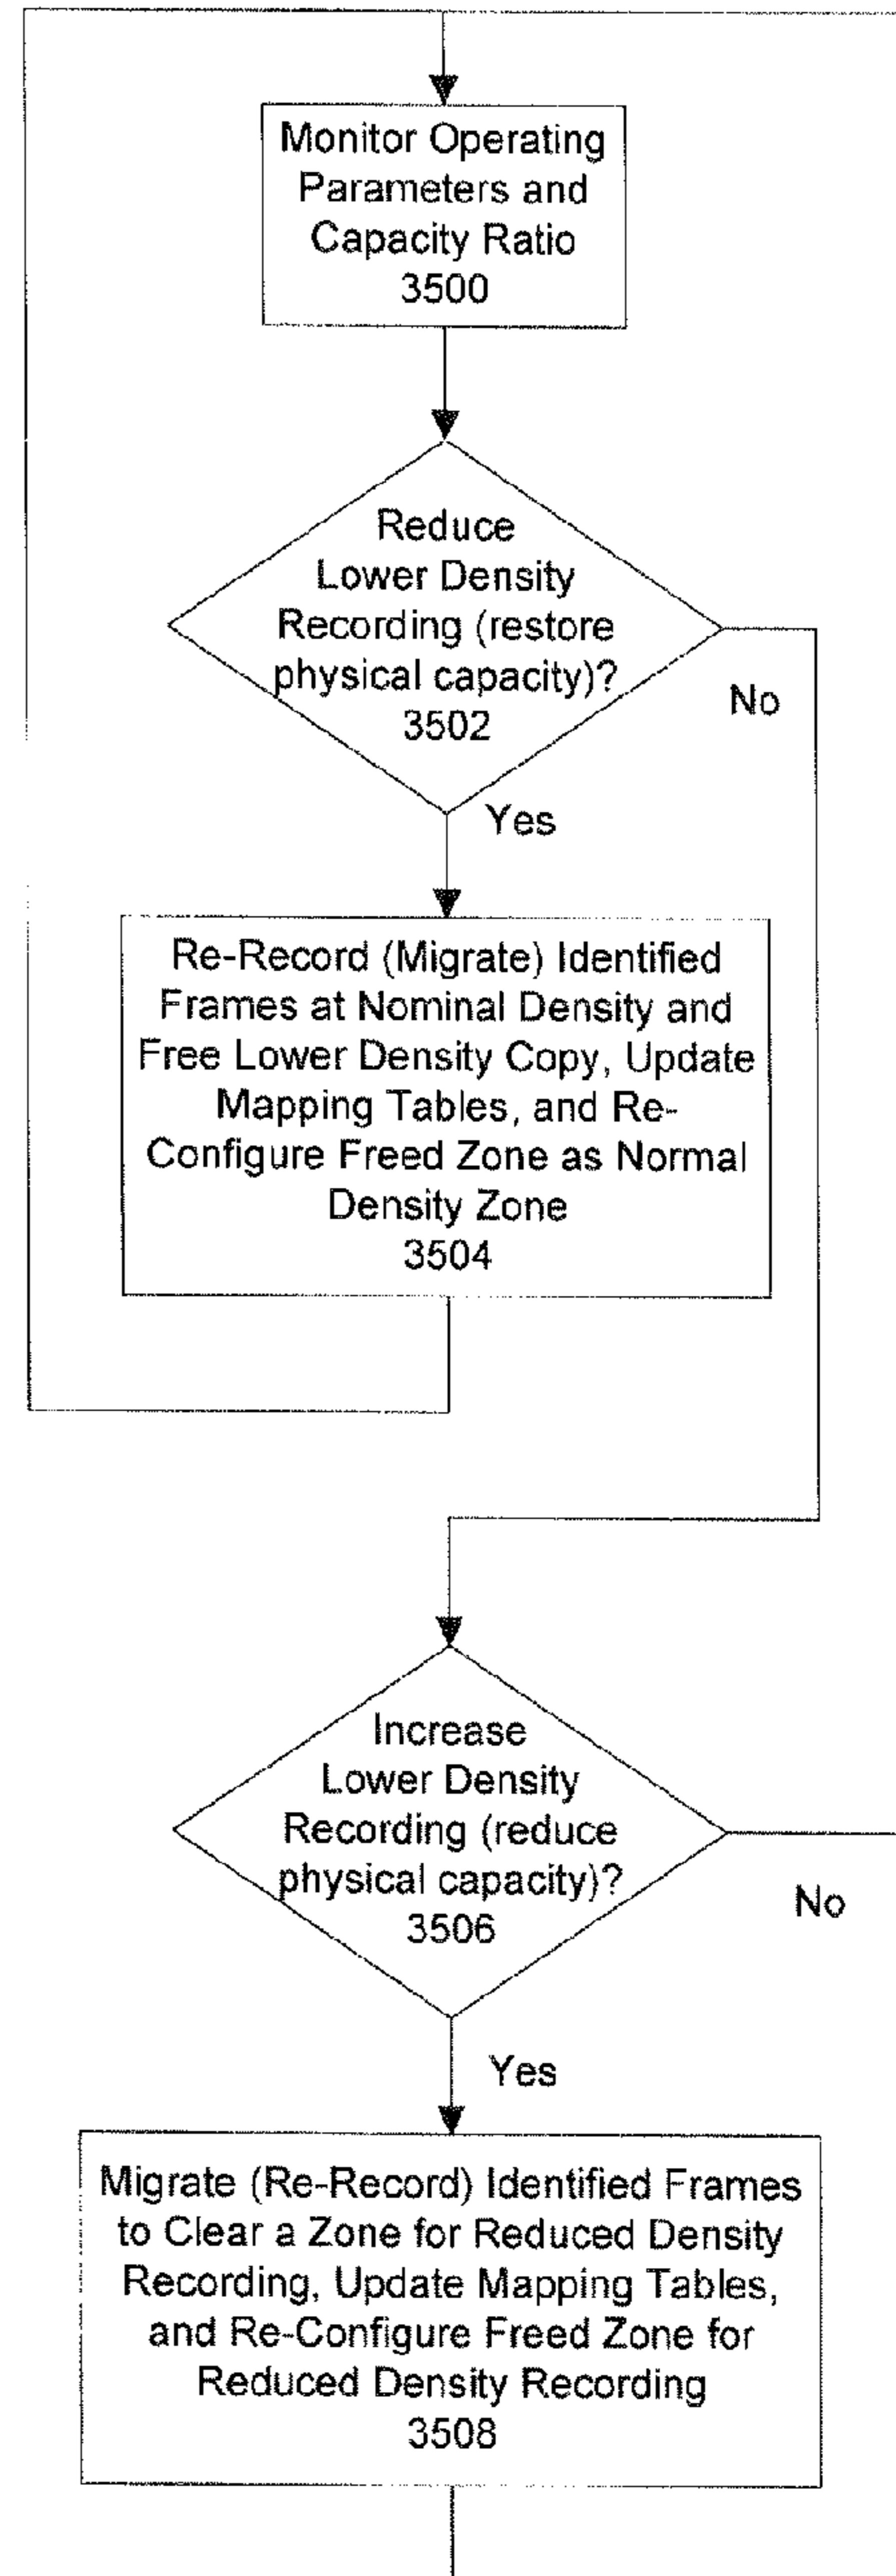 Monitor Operating
Parameters and
Capacity Ratio
3500
Reduce
Lower Density
Recording (restore
physical capacity)?
3502
No
Yes
Re-Record (Migrate) Identified
Frames at Nominal Density and
Free Lower Density Copy, Update
Mapping Tables, and Re-
Configure Freed Zone as Normal
Density Zone
3504
Increase
Lower Density
Recording (reduce
physical capacity)?
3506
No
Yes
Migrate (Re-Record) Identified Frames
to Clear a Zone for Reduced Density
Recording, Update Mapping Tables,
and Re-Configure Freed Zone for
Reduced Density Recording
3508